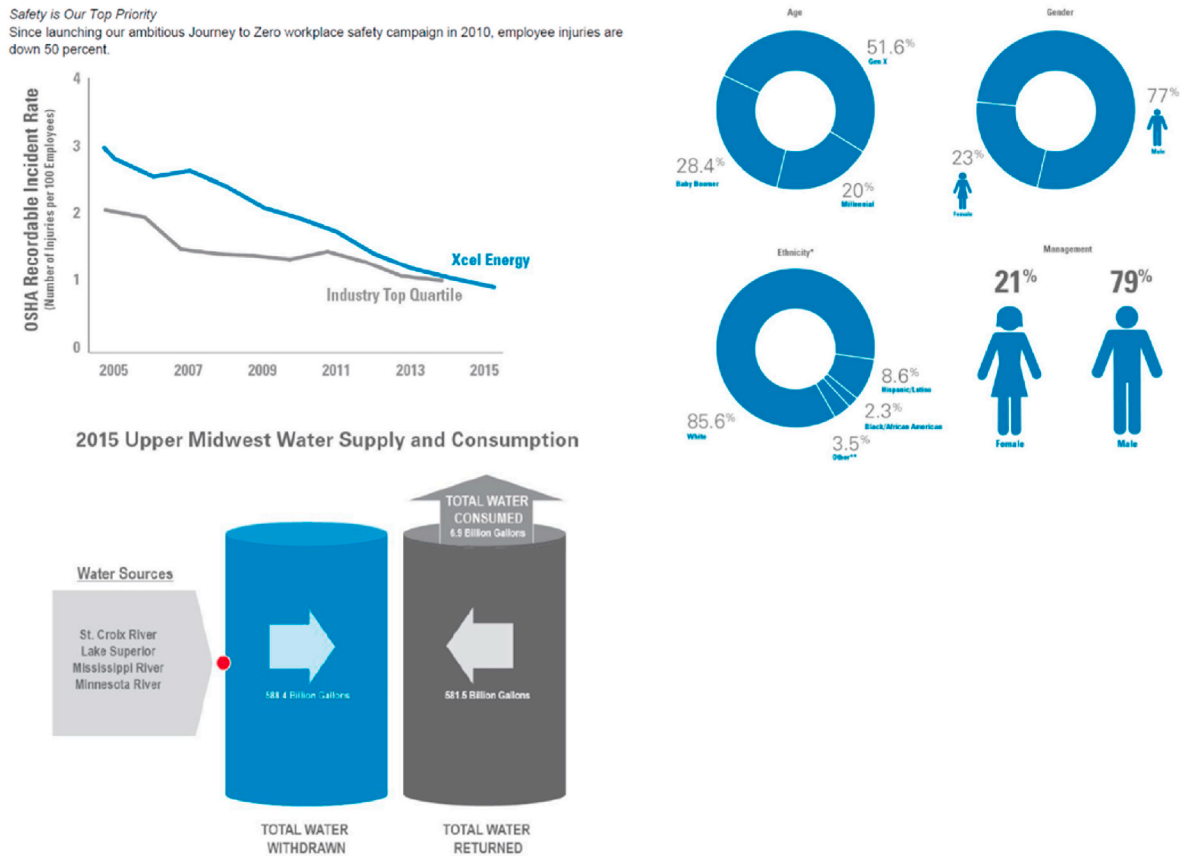 Safety is Our Top Priority
Since launching our ambitious Journey to Zero workplace safety campaign in 2010, employee injuries are
down 50 percent.
OSHA Recordable Incident Rate
(Number of Injuries per 100 Employees)
4
3
2
1
0
Xcel Energy
Industry Top Quartile
2005
2007
2009
2011
2013
2015
Age
51.6%
Gen X
28.4%
Baby Boomer
20%
Millennial
Gender
77%
Male
23%
Female
Ethnicity*
8.6%
Hispanic/Latino
2.3%
Black/African American
3.5%
Other**
85.6%
White
Management
21%
79%
Female
Male
2015 Upper Midwest Water Supply and Consumption
TOTAL WATER
CONSUMED
6.9 Billion Gallons
Water Sources
St. Croix River
Lake Superior
Mississippi River
Minnesota River
588.4 Billion Gallons
581.5 Billion Gallons
TOTAL WATER
WITHDRAWN
TOTAL WATER
RETURNED